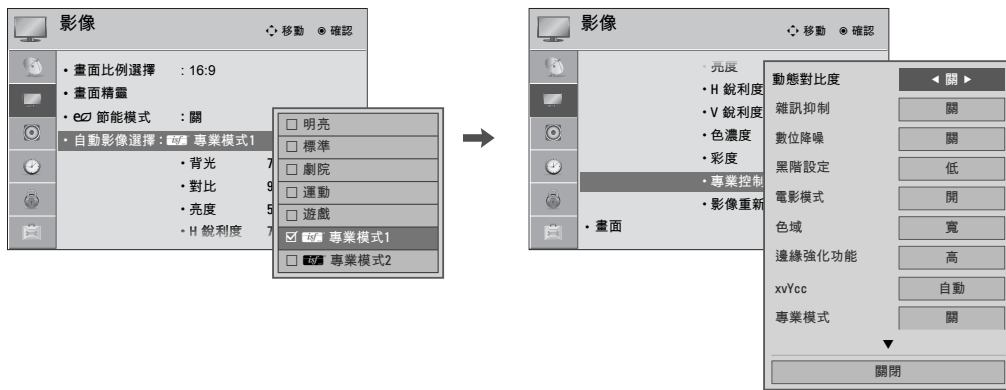 影像
移動 確認
• 畫面比例選擇 : 16:9
• 畫面精靈
• e 節能模式 : 關
• 自動影像選擇 : isf 專業模式1
• 背光 7
• 對比 9
• 亮度 5
• H 銳利度 7
明亮
標準
劇院
運動
遊戲
isf 專業模式1
isf 專業模式2
影像
移動 確認
• 亮度
• H 銳利度
• V 銳利度
• 色濃度
• 彩度
• 專業控制
• 影像重新
• 畫面
動態對比度 ◀ 關 ▶
雜訊抑制 關
數位降噪 關
黑階設定 低
電影模式 開
色域 寬
邊緣強化功能 高
xvYcc 自動
專業模式 關
▼
關閉